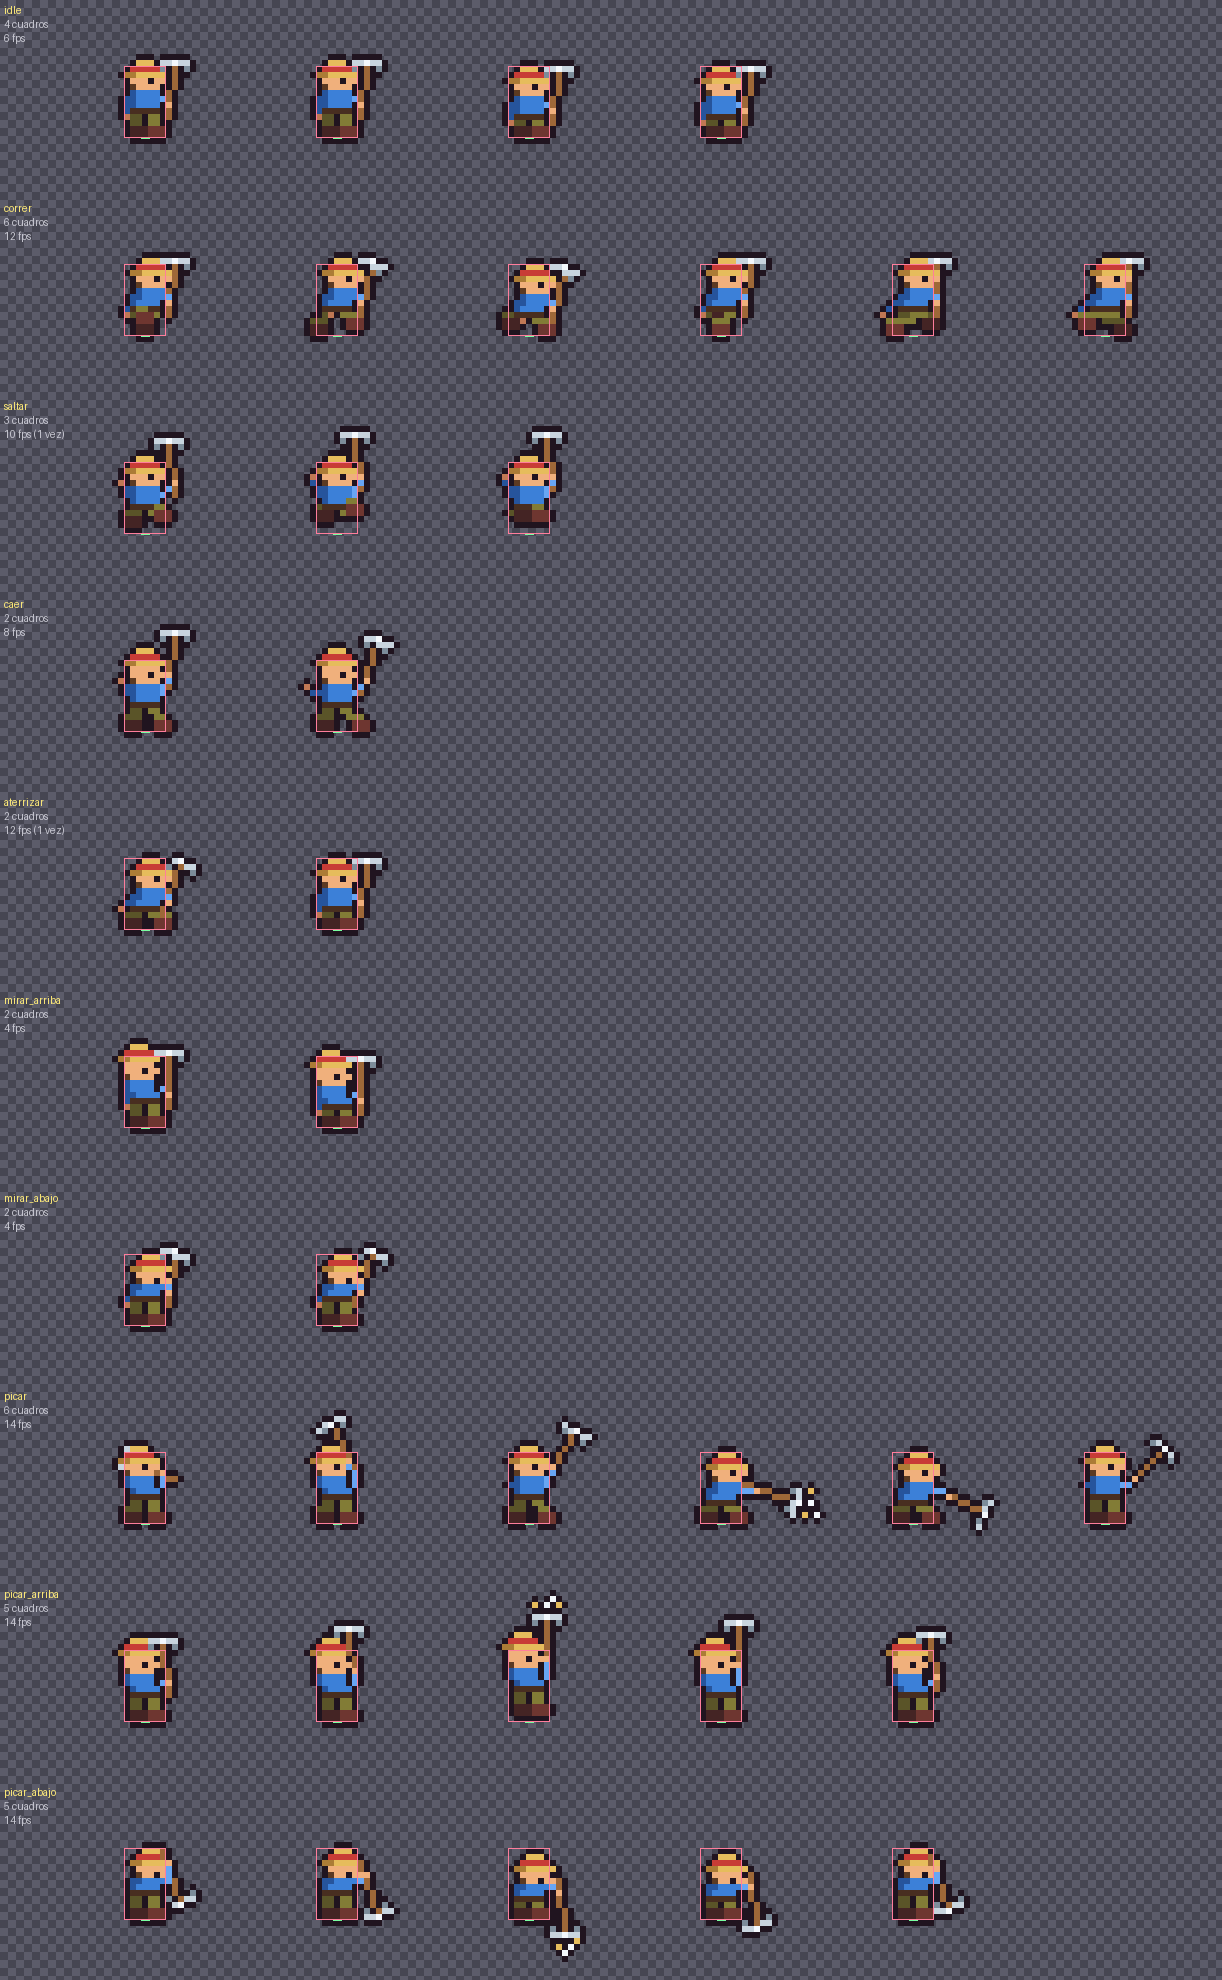 idle
4 cuadros
6 fps
correr
6 cuadros
12 fps
saltar
3 cuadros
10 fps (1 vez)
caer
2 cuadros
8 fps
aterrizar
2 cuadros
12 fps (1 vez)
mirar_arriba
2 cuadros
4 fps
mirar_abajo
2 cuadros
4 fps
picar
6 cuadros
14 fps
picar_arriba
5 cuadros
14 fps
picar_abajo
5 cuadros
14 fps